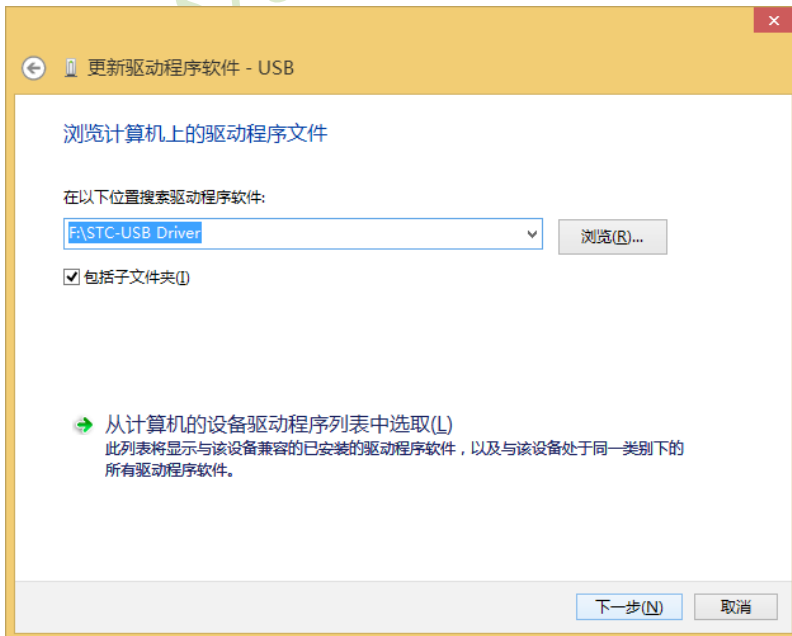 更新驱动程序软件 - USB
浏览计算机上的驱动程序文件
在以下位置搜索驱动程序软件:
F:\STC-USB Driver
浏览(R)...
包括子文件夹(I)
从计算机的设备驱动程序列表中选取(L)
此列表将显示与该设备兼容的已安装的驱动程序软件，以及与该设备处于同一类别下的
所有驱动程序软件。
下一步(N)
取消